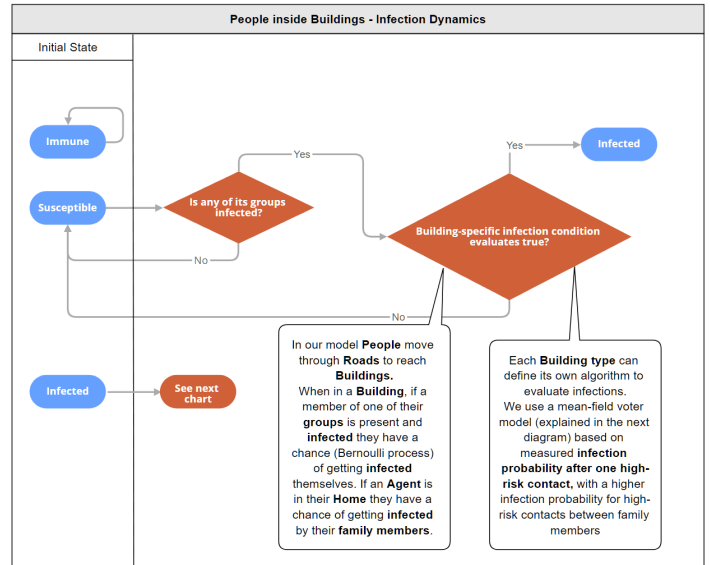 People inside Buildings - Infection Dynamics
Initial State
Immune
Susceptible
Is any of its groups
infected?
Yes
No
Building-specific infection condition
evaluates true?
Yes
Infected
No
Infected
See next
chart
In our model People move
through Roads to reach
Buildings.
When in a Building, if a
member of one of their
groups is present and
infected they have a
chance (Bernoulli process)
of getting infected
themselves. If an Agent is
in their Home they have a
chance of getting infected
by their family members.
Each Building type can
define its own algorithm to
evaluate infections.
We use a mean-field voter
model (explained in the next
diagram) based on
measured infection
probability after one high-
risk contact, with a higher
infection probability for high-
risk contacts between family
members